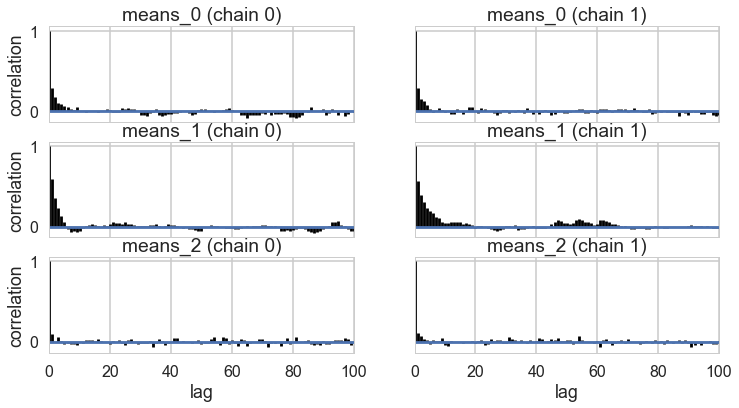 means_0 (chain 0)
means_0 (chain 1)
1
0
correlation
means_1 (chain 0)
means_1 (chain 1)
1
0
correlation
means_2 (chain 0)
means_2 (chain 1)
1
0
correlation
0 20 40 60 80 100
0 20 40 60 80 100
lag
lag